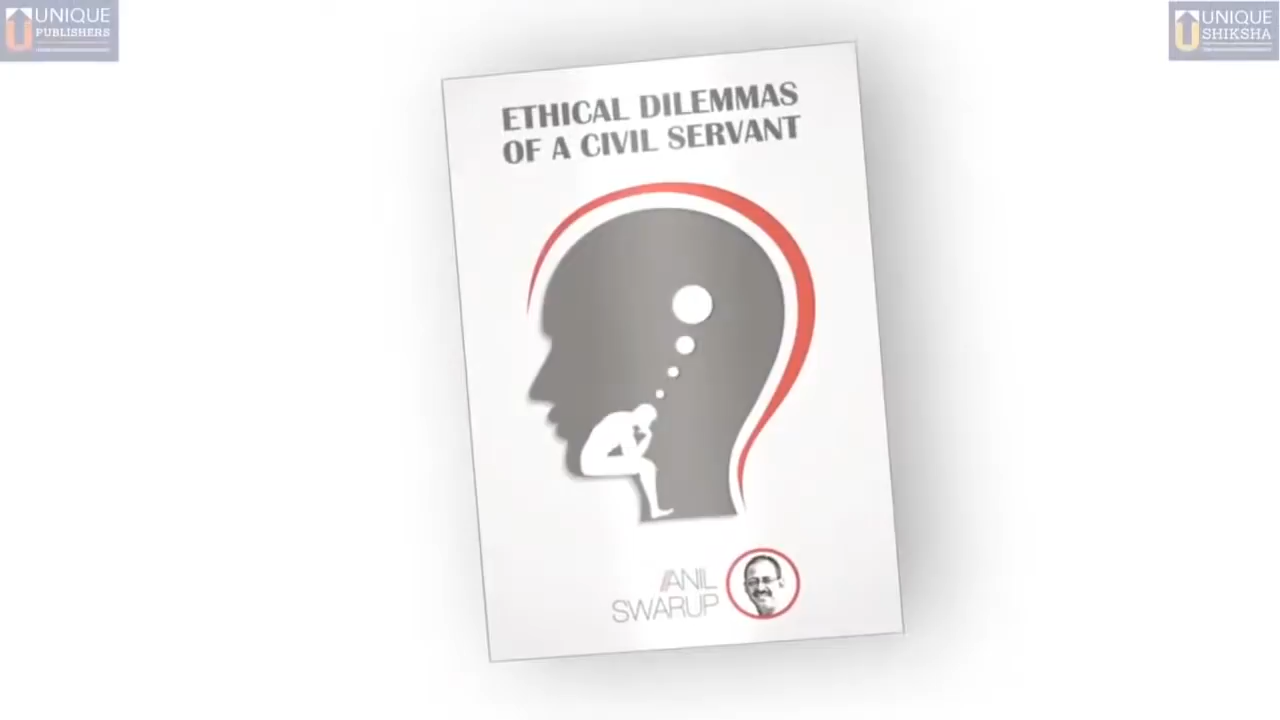 UNIQUE
PUBLISHERS
UNIQUE
SHIKSHA
ETHICAL DILEMMAS
OF A CIVIL SERVANT
ANIL
SWARUP